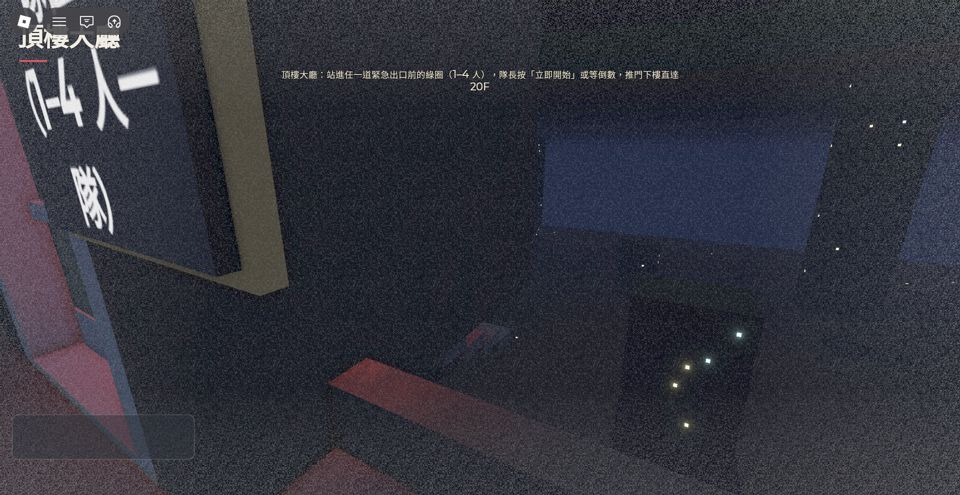 頂樓大廳
頂樓大廳：站進任一道緊急出口前的綠圈（1–4 人），隊長按「立即開始」或等倒數，推門下樓直達
20F
(1–4 人一
隊)